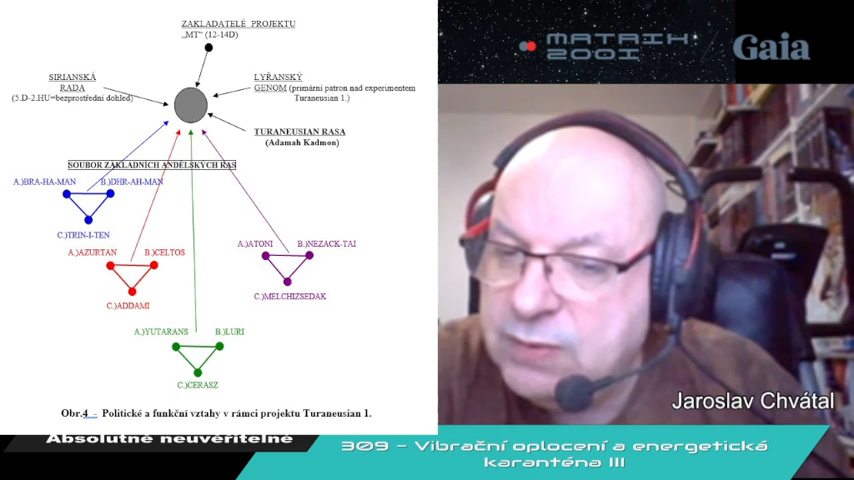 ZAKLADATELÉ PROJEKTU
„MT" (12-14D)
SIRIANSKÁ
RADA
(5.D-2.HU=bezprostřední dohled)
LYŘANSKÝ
GENOM (primární patron nad experimentem
Turaneusian 1.)
TURANEUSIAN RASA
(Adamah Kadmon)
SOUBOR ZÁKLADNÍCH ANDĚLSKÝCH RAS
A.)BRA-HA-MAN
B.)DHR-AH-MAN
C.)TRIN-I-TEN
A.)AZURTAN
B.)CELTOS
C.)ADDAMI
A.)ATONI
B.)NEZACK-TAI
C.)MELCHIZSEDAK
A.)YUTARANS
B.)LURI
C.)CERASZ
Obr.4 – Politické a funkční vztahy v rámci projektu Turaneusian 1.
MATRIX
2001
Gaia
Jaroslav Chvátal
Absolutně neuvěřitelné
309 - Vibrační oplocení a energetická
karanténa III